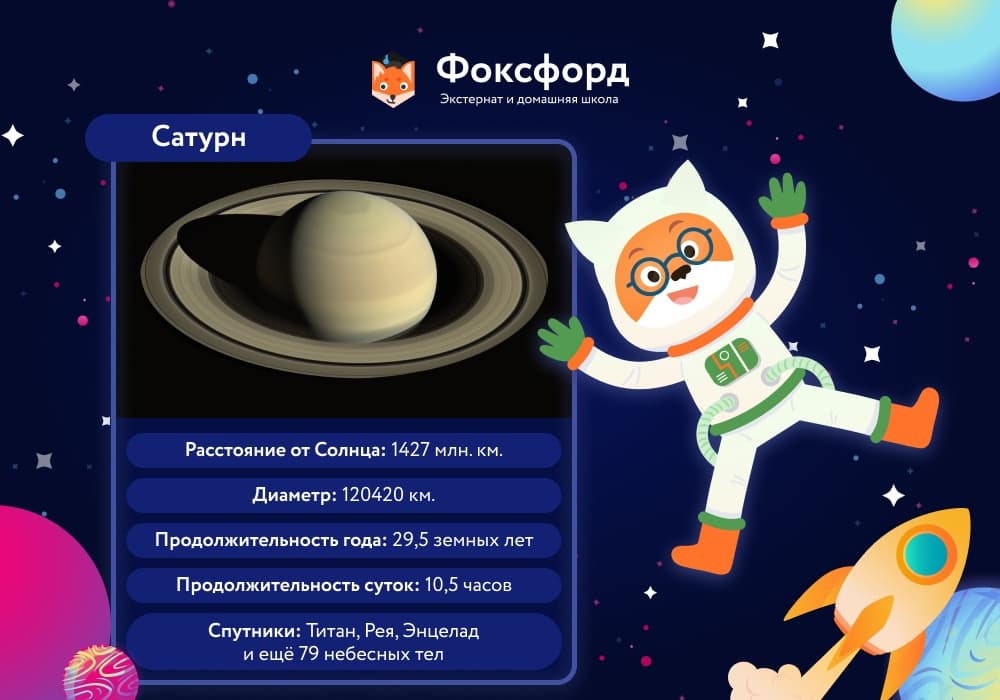 Фоксфорд
Экстернат и домашняя школа
Сатурн
Расстояние от Солнца: 1427 млн. км.
Диаметр: 120420 км.
Продолжительность года: 29,5 земных лет
Продолжительность суток: 10,5 часов
Спутники: Титан, Рея, Энцелад
и ещё 79 небесных тел